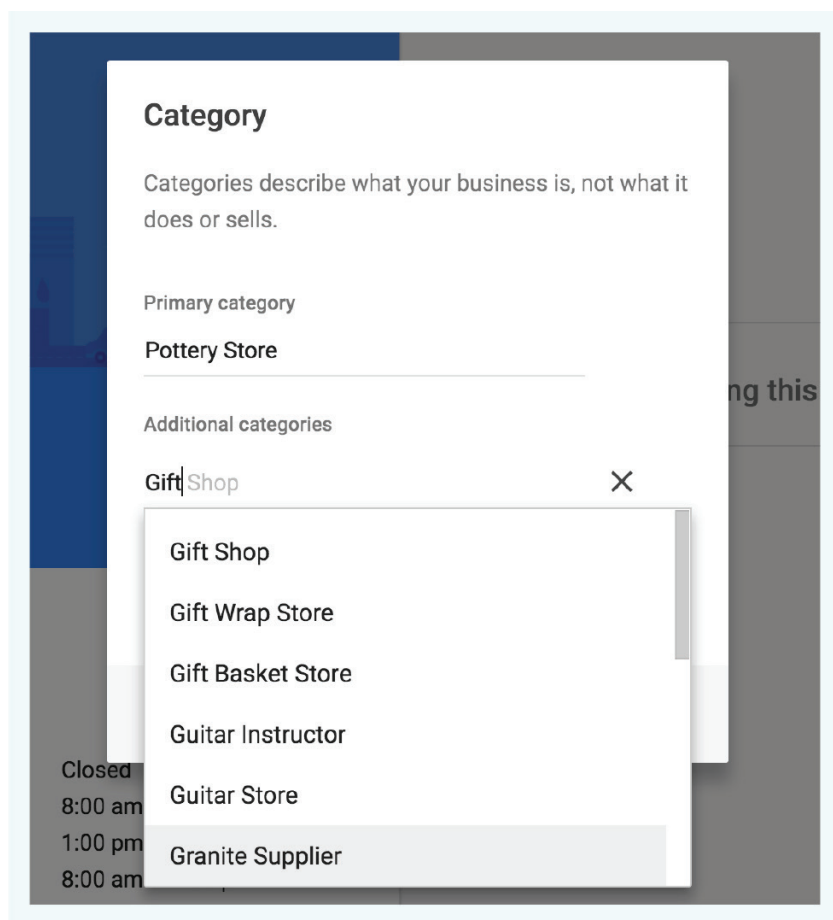 Category
Categories describe what your business is, not what it
does or sells.
Primary category
Pottery Store
ng this
Additional categories
Gift Shop
Gift Shop
Gift Wrap Store
Gift Basket Store
Guitar Instructor
Guitar Store
Granite Supplier
Closed
8:00 am
1:00 pm
8:00 am